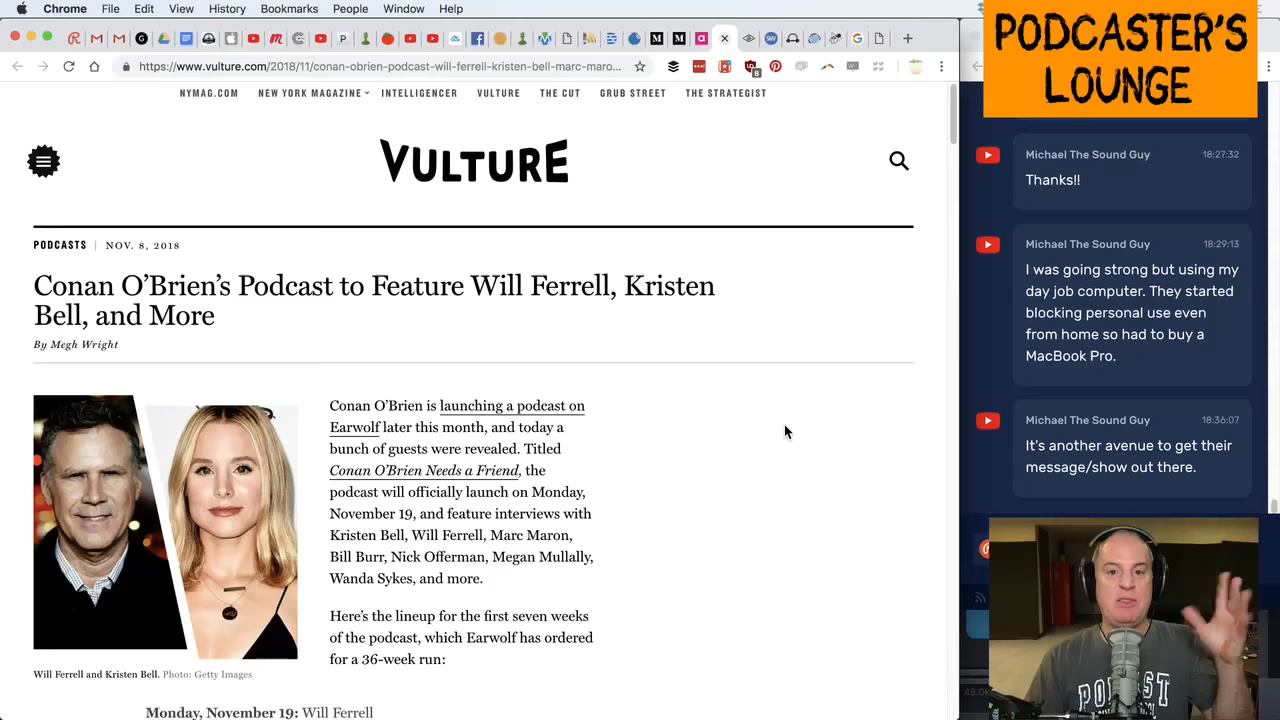 Chrome File Edit View History Bookmarks People Window Help
https://www.vulture.com/2018/11/conan-obrien-podcast-will-ferrell-kristen-bell-marc-maro...
NYMAG.COM NEW YORK MAGAZINE INTELLIGENCER VULTURE THE CUT GRUB STREET THE STRATEGIST
VULTURE
PODCASTS | NOV. 8, 2018
Conan O’Brien’s Podcast to Feature Will Ferrell, Kristen
Bell, and More
By Megh Wright
Conan O’Brien is launching a podcast on
Earwolf later this month, and today a
bunch of guests were revealed. Titled
Conan O’Brien Needs a Friend, the
podcast will officially launch on Monday,
November 19, and feature interviews with
Kristen Bell, Will Ferrell, Marc Maron,
Bill Burr, Nick Offerman, Megan Mullally,
Wanda Sykes, and more.
Here’s the lineup for the first seven weeks
of the podcast, which Earwolf has ordered
for a 36-week run:
Will Ferrell and Kristen Bell. Photo: Getty Images
Monday, November 19: Will Ferrell
PODCASTER'S
LOUNGE
Michael The Sound Guy 18:27:32
Thanks!!
Michael The Sound Guy 18:29:13
I was going strong but using my
day job computer. They started
blocking personal use even
from home so had to buy a
MacBook Pro.
Michael The Sound Guy 18:36:07
It's another avenue to get their
message/show out there.
48.0k